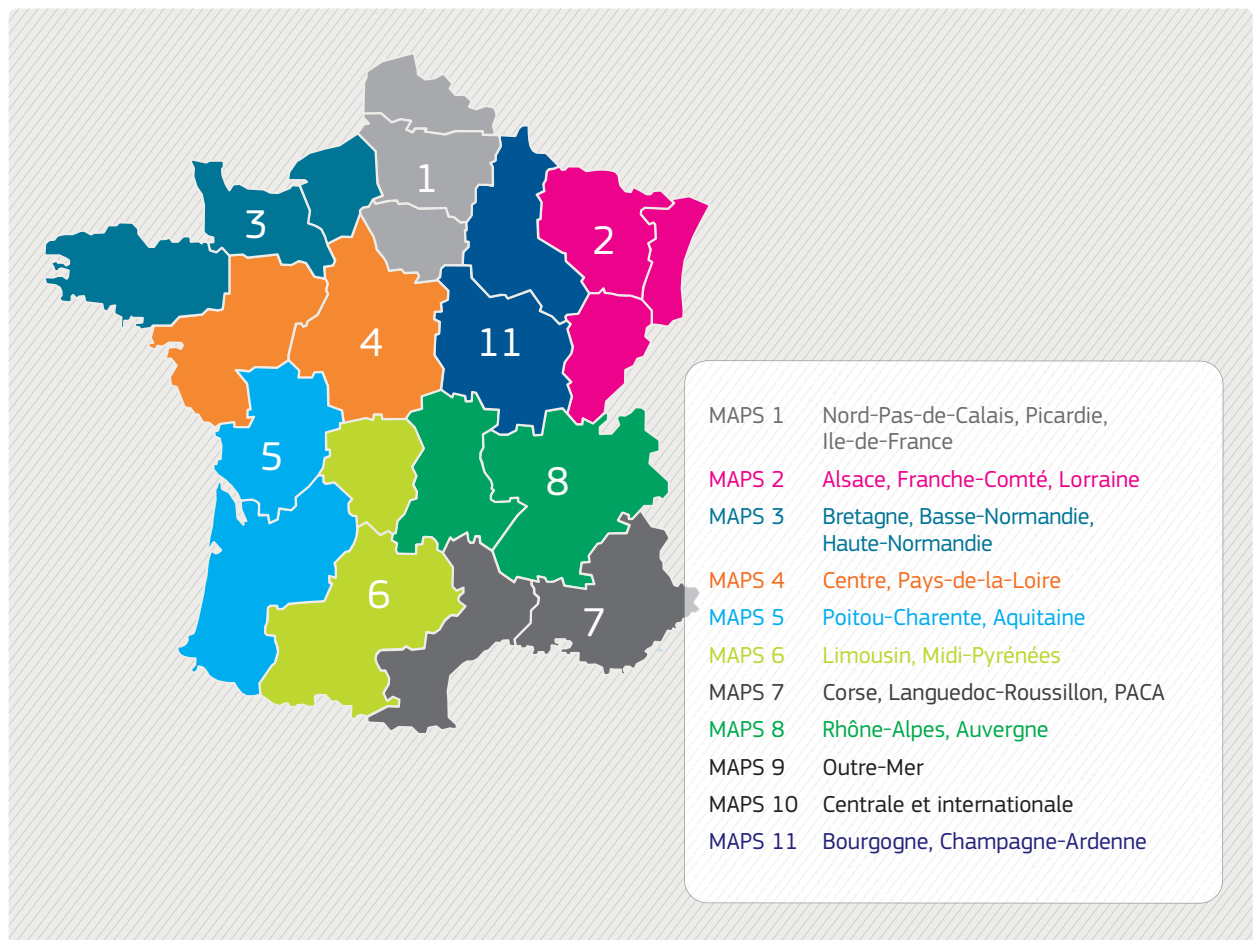 1
2
3
4
11
5
8
6
7
MAPS 1 Nord-Pas-de-Calais, Picardie,
Ile-de-France
MAPS 2 Alsace, Franche-Comté, Lorraine
MAPS 3 Bretagne, Basse-Normandie,
Haute-Normandie
MAPS 4 Centre, Pays-de-la-Loire
MAPS 5 Poitou-Charente, Aquitaine
MAPS 6 Limousin, Midi-Pyrénées
MAPS 7 Corse, Languedoc-Roussillon, PACA
MAPS 8 Rhône-Alpes, Auvergne
MAPS 9 Outre-Mer
MAPS 10 Centrale et internationale
MAPS 11 Bourgogne, Champagne-Ardenne